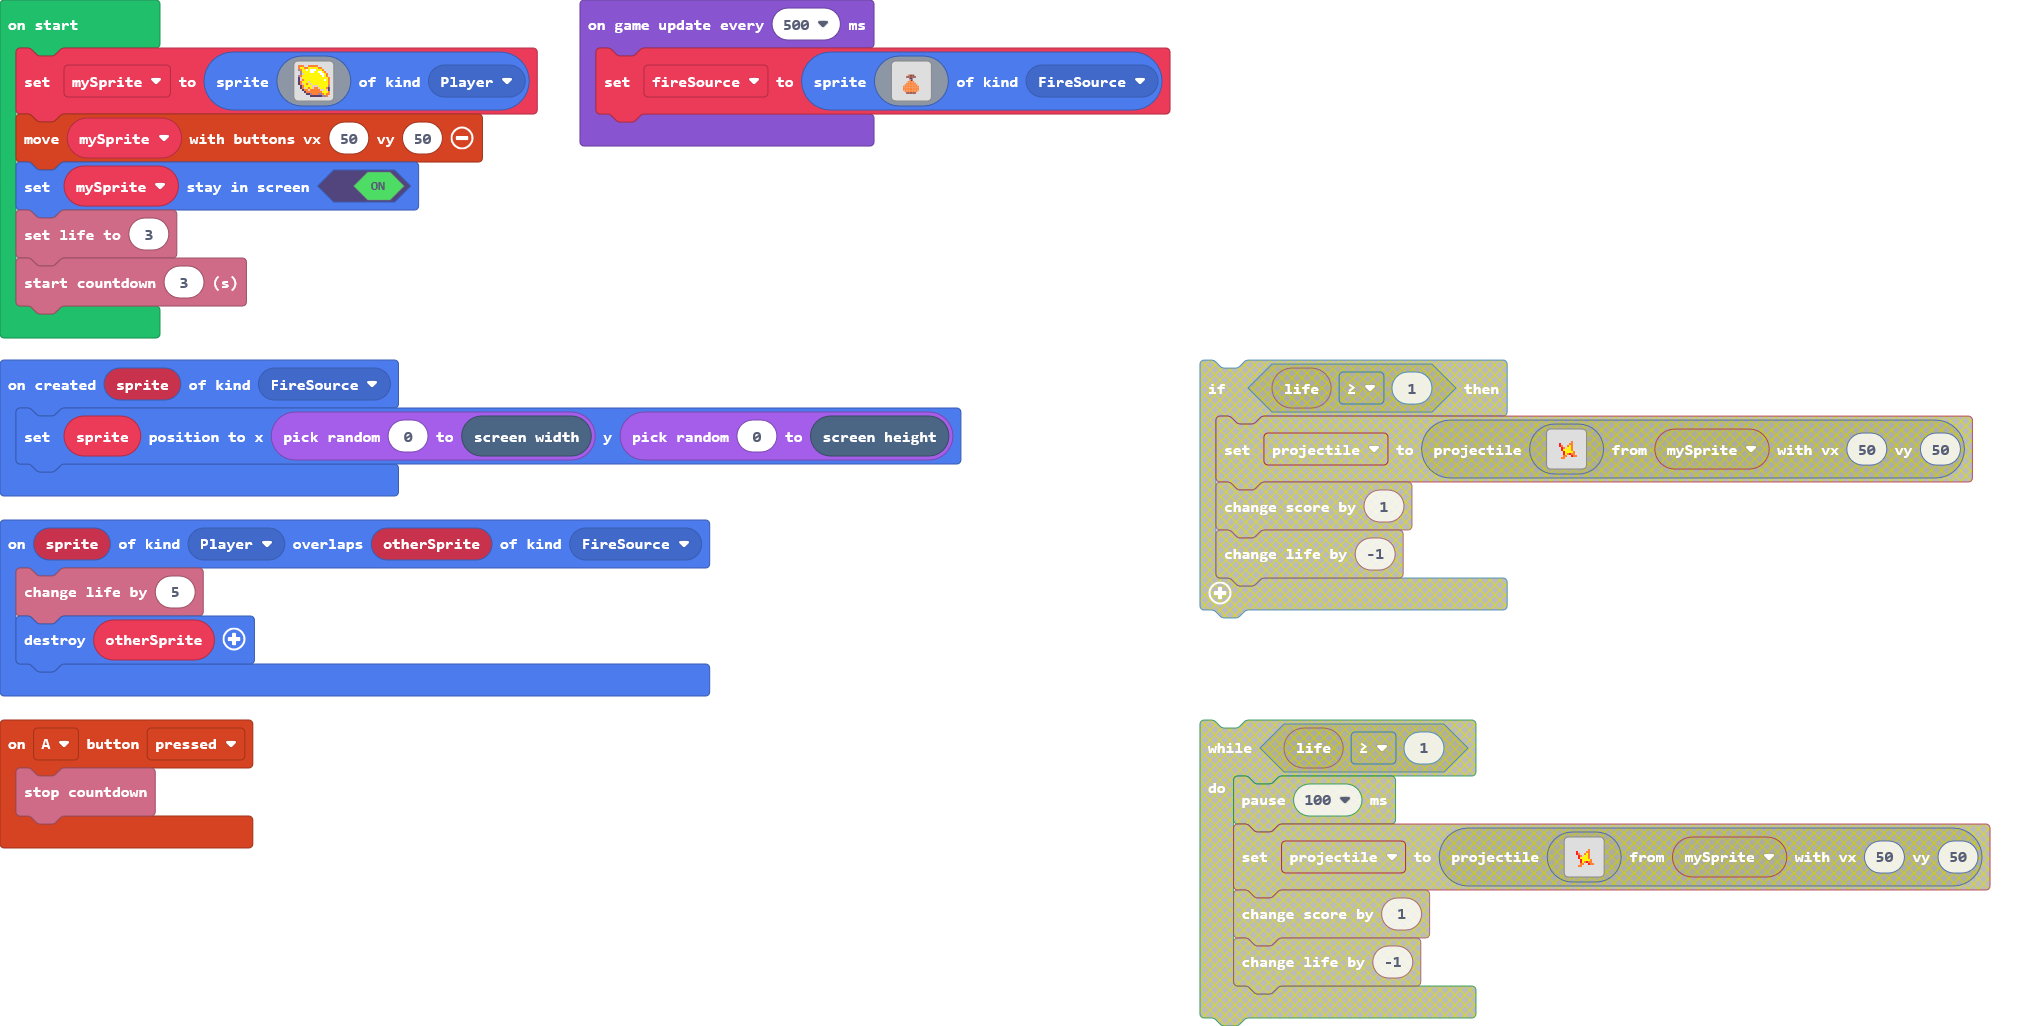 on start
set mySprite to sprite of kind Player
move mySprite with buttons vx 50 vy 50
set mySprite stay in screen ON
set life to 3
start countdown 3 (s)
on game update every 500 ms
set fireSource to sprite of kind FireSource
on created sprite of kind FireSource
set sprite position to x pick random 0 to screen width y pick random 0 to screen height
on sprite of kind Player overlaps otherSprite of kind FireSource
change life by 5
destroy otherSprite
on A button pressed
stop countdown
if life ≥ 1 then
set projectile to projectile from mySprite with vx 50 vy 50
change score by 1
change life by -1
while life ≥ 1
do
pause 100 ms
set projectile to projectile from mySprite with vx 50 vy 50
change score by 1
change life by -1